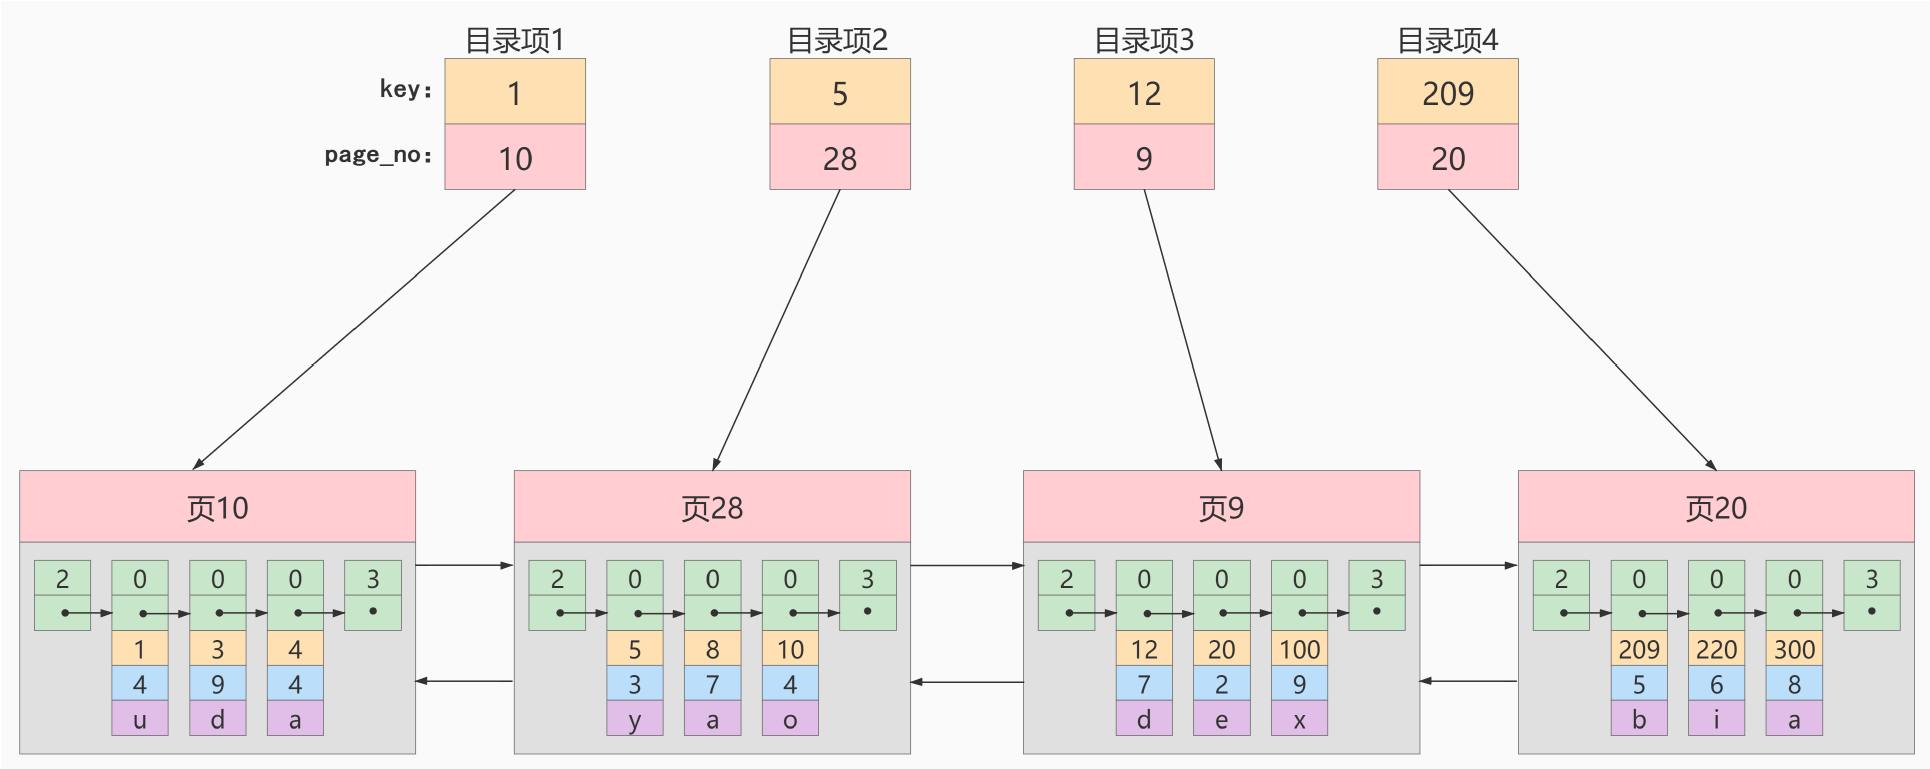 目录项1 目录项2 目录项3 目录项4
key: 1 5 12 209
page_no: 10 28 9 20
页10 页28 页9 页20
2 0 0 0 3 2 0 0 0 3 2 0 0 0 3 2 0 0 0 3
1 3 4 5 8 10 12 20 100 209 220 300
4 9 4 3 7 4 7 2 9 5 6 8
u d a y a o d e x b i a